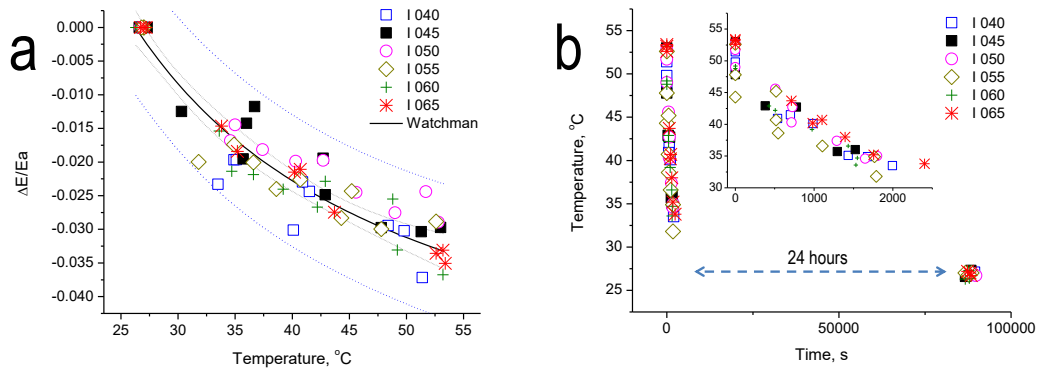 a
ΔE/Ea
0.000
-0.005
-0.010
-0.015
-0.020
-0.025
-0.030
-0.035
-0.040
25 30 35 40 45 50 55
Temperature, °C
I 040
I 045
I 050
I 055
I 060
I 065
Watchman
b
Temperature, °C
55
50
45
40
35
30
25
0 50000 100000
Time, s
24 hours
55
50
45
40
35
30
0 1000 2000
I 040
I 045
I 050
I 055
I 060
I 065